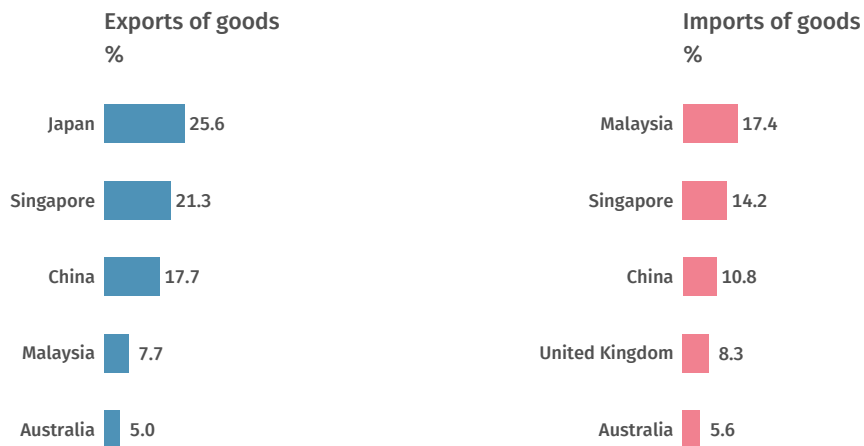 Exports of goods
%
Japan 25.6
Singapore 21.3
China 17.7
Malaysia 7.7
Australia 5.0
Imports of goods
%
Malaysia 17.4
Singapore 14.2
China 10.8
United Kingdom 8.3
Australia 5.6